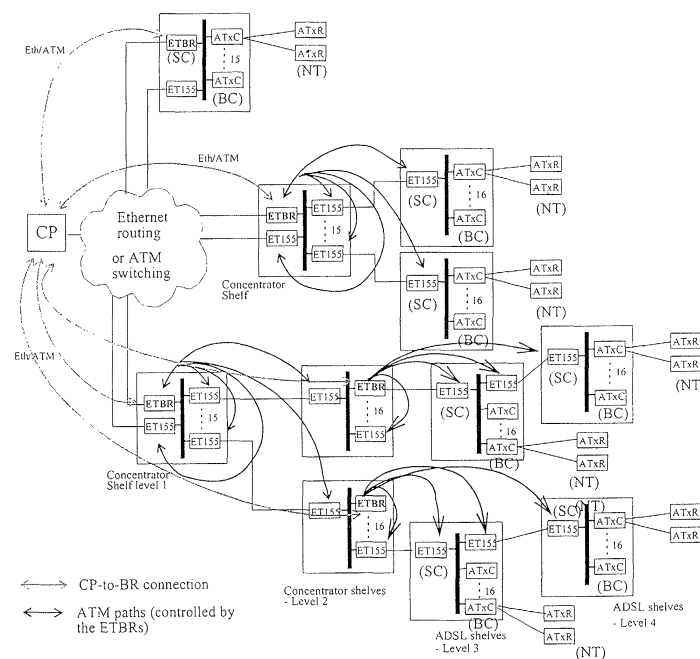 Eth/ATM
ETBR
(SC)
ATxC
15
ATxC
(BC)
ET155
ATxR
ATxR
(NT)
Eth/ATM
CP
Ethernet
routing
or ATM
switching
ETBR
ET155
ET155
15
ET155
Concentrator
Shelf
ET155
(SC)
ATxC
16
ATxC
(BC)
ATxR
ATxR
(NT)
ET155
(SC)
ATxC
16
ATxC
(BC)
ATxR
ATxR
(NT)
Eth/ATM
ETBR
ET155
ET155
15
ET155
Concentrator
Shelf level 1
ET155
ETBR
16
ET155
ET155
(SC)
ET155
ATxC
16
ATxC
(BC)
ATxR
ATxR
(NT)
ET155
(SC)
ATxC
16
ATxC
(BC)
ATxR
ATxR
(NT
ET155
ETBR
16
ET155
Concentrator shelves
- Level 2
ET155
(SC)
ET155
ATxC
16
ATxC
(BC)
ADSL shelves
- Level 3
ATxR
ATxR
(NT)
(NT)
(SC)
ET155
ATxC
16
ATxC
(BC)
ATxR
ATxR
ADSL shelves
- Level 4
CP-to-BR connection
ATM paths (controlled by
the ETBRs)